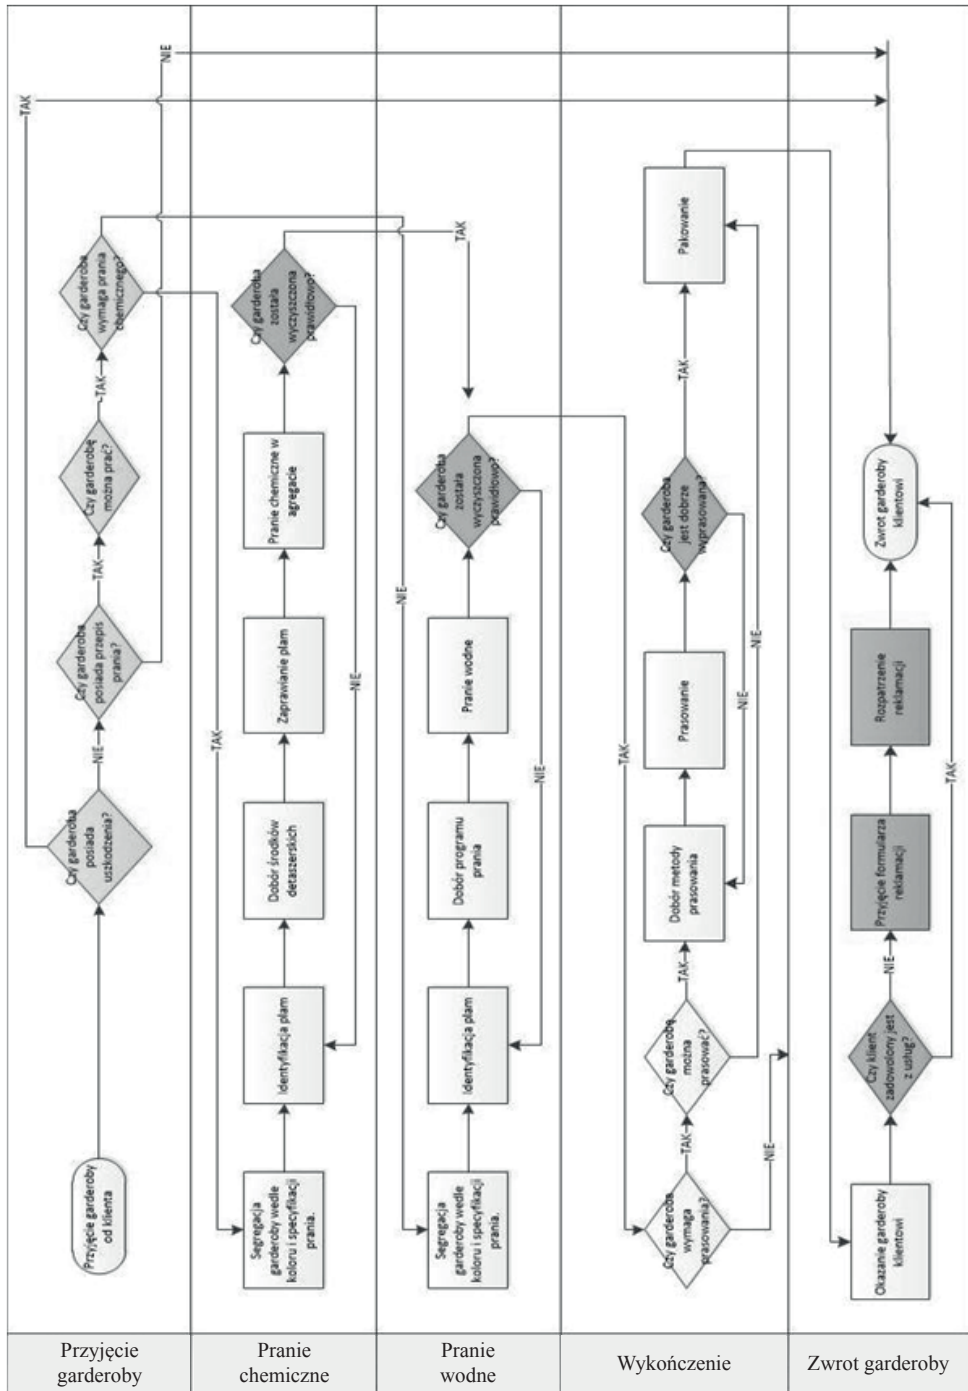 Przyjęcie
garderoby
Przyjęcie garderoby
od klienta
Czy garderoba
posiada
uszkodzenia?
TAK
NIE
Czy garderoba
posiada przepis
prania?
NIE
TAK
Czy garderobę
można prać?
TAK
Czy garderoba
wymaga prania
chemicznego?
TAK
NIE
Pranie
chemiczne
Segregacja
garderoby wedle
koloru i specyfikacji
prania.
Identyfikacja plam
Dobór środków
detaszerskich
Zaprawianie plam
Pranie chemiczne w
agregacie
Czy garderoba
została
wyczyszczona
prawidłowo?
NIE
TAK
Pranie
wodne
Segregacja
garderoby wedle
koloru i specyfikacji
prania.
Identyfikacja plam
Dobór programu
prania
Pranie wodne
Czy garderoba
została
wyczyszczona
prawidłowo?
NIE
TAK
Wykończenie
Czy garderoba
wymaga
prasowania?
TAK
NIE
Czy garderobę
można
prasować?
TAK
NIE
Dobór metody
prasowania
Prasowanie
Czy garderoba
jest dobrze
wyprasowana?
NIE
TAK
Pakowanie
Zwrot garderoby
Okazanie garderoby
klientowi
Czy klient
zadowolony jest
z usług?
NIE
TAK
Przyjęcie formularza
reklamacji
Rozpatrzenie
reklamacji
Zwrot garderoby
klientowi